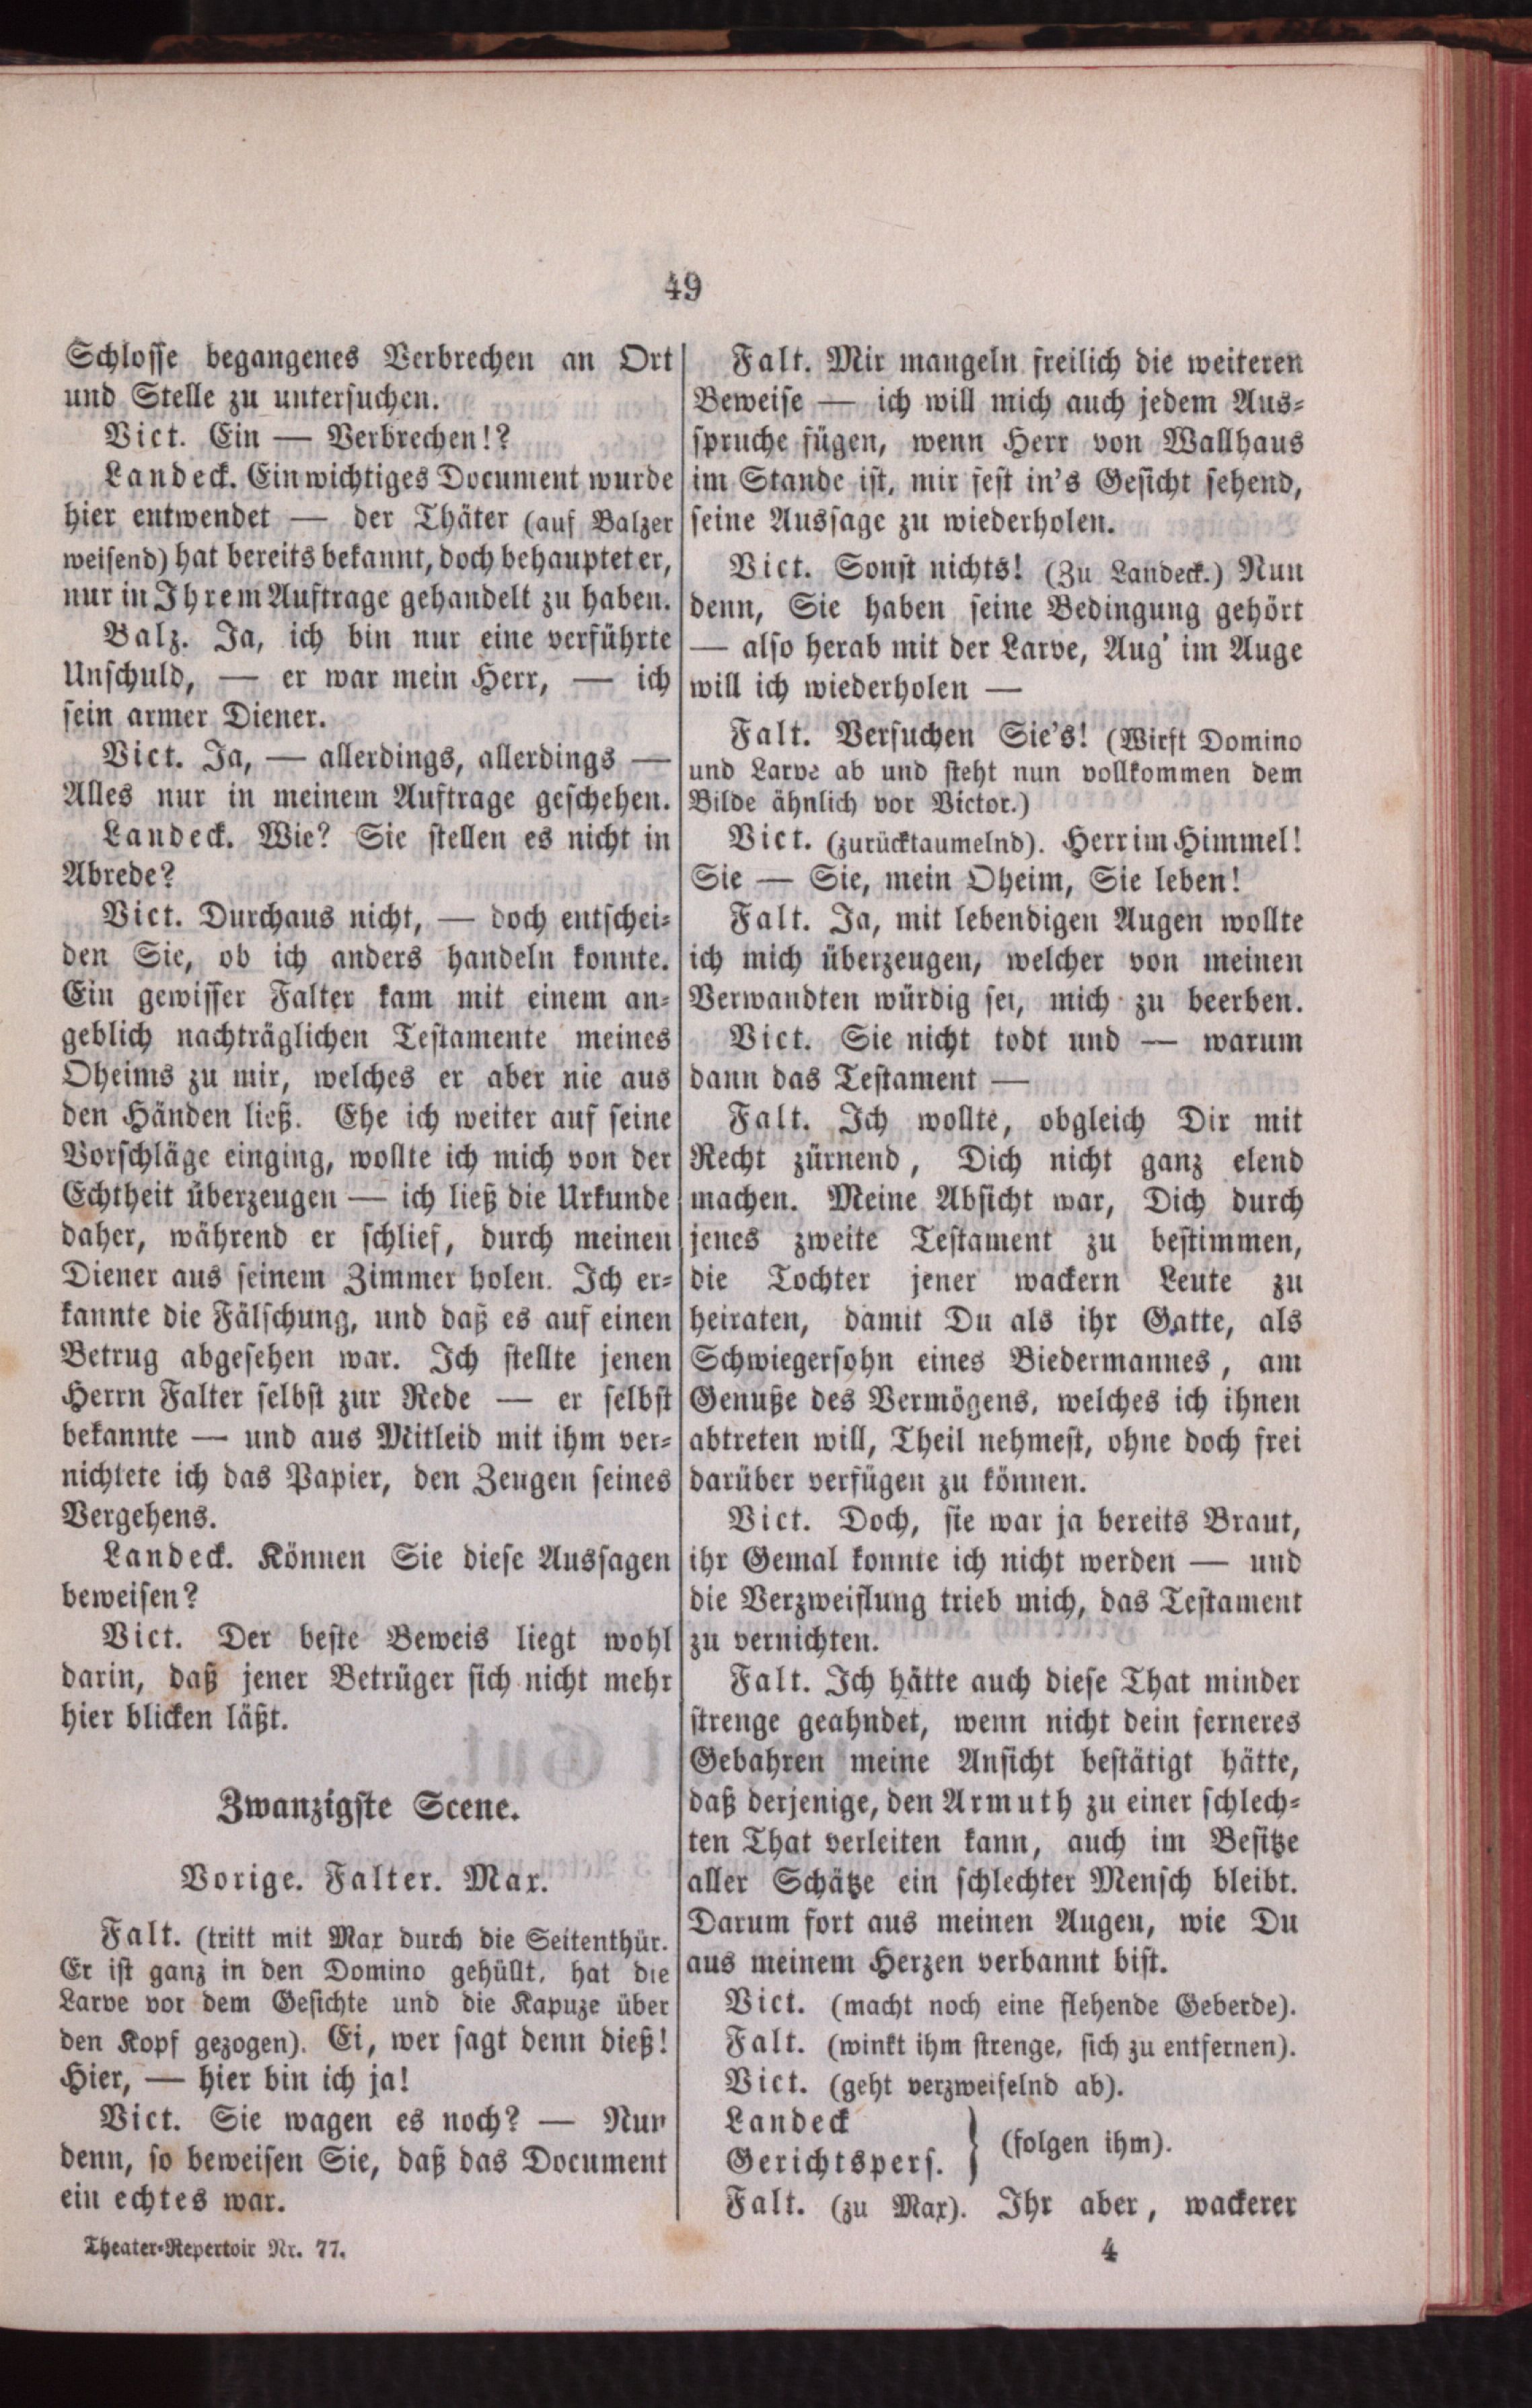 49
Schlosse begangenes Verbrechen an Ort
und Stelle zu untersuchen.
Vict. Ein — Verbrechen!?
Landeck. Ein wichtiges Document wurde
hier entwendet — der Thäter (auf Balzer
weisend) hat bereits bekannt, doch behauptet er,
nur in Ihrem Auftrage gehandelt zu haben.
Balz. Ja, ich bin nur eine verführte
Unschuld, — er war mein Herr, — ich
sein armer Diener.
Vict. Ja, — allerdings, allerdings —
Alles nur in meinem Auftrage geschehen.
Landeck. Wie? Sie stellen es nicht in
Abrede?
Vict. Durchaus nicht, — doch entschei-
den Sie, ob ich anders handeln konnte.
Ein gewisser Falter kam mit einem an-
geblich nachträglichen Testamente meines
Oheims zu mir, welches er aber nie aus
den Händen ließ. Ehe ich weiter auf seine
Vorschläge einging, wollte ich mich von der
Echtheit überzeugen — ich ließ die Urkunde
daher, während er schlief, durch meinen
Diener aus seinem Zimmer holen. Ich er-
kannte die Fälschung, und daß es auf einen
Betrug abgesehen war. Ich stellte jenen
Herrn Falter selbst zur Rede — er selbst
bekannte — und aus Mitleid mit ihm ver-
nichtete ich das Papier, den Zeugen seines
Vergehens.
Landeck. Können Sie diese Aussagen
beweisen?
Vict. Der beste Beweis liegt wohl
darin, daß jener Betrüger sich nicht mehr
hier blicken läßt.
Zwanzigste Scene.
Vorige. Falter. Max.
Falt. (tritt mit Max durch die Seitenthür.
Er ist ganz in den Domino gehüllt, hat die
Larve vor dem Gesichte und die Kapuze über
den Kopf gezogen). Ei, wer sagt denn dieß!
Hier, — hier bin ich ja!
Vict. Sie wagen es noch? — Nun
denn, so beweisen Sie, daß das Document
ein echtes war.
Theater-Repertoir Nr. 77.
Falt. Mir mangeln freilich die weiteren
Beweise — ich will mich auch jedem Aus-
spruche fügen, wenn Herr von Wallhaus
im Stande ist, mir fest in's Gesicht sehend,
seine Aussage zu wiederholen.
Vict. Sonst nichts! (Zu Landeck.) Nun
denn, Sie haben seine Bedingung gehört
— also herab mit der Larve, Aug' im Auge
will ich wiederholen —
Falt. Versuchen Sie's! (Wirft Domino
und Larve ab und steht nun vollkommen dem
Bilde ähnlich vor Victor.)
Vict. (zurücktaumelnd). Herr im Himmel!
Sie — Sie, mein Oheim, Sie leben!
Falt. Ja, mit lebendigen Augen wollte
ich mich überzeugen, welcher von meinen
Verwandten würdig sei, mich zu beerben.
Vict. Sie nicht todt und — warum
dann das Testament —
Falt. Ich wollte, obgleich Dir mit
Recht zürnend, Dich nicht ganz elend
machen. Meine Absicht war, Dich durch
jenes zweite Testament zu bestimmen,
die Tochter jener wackern Leute zu
heiraten, damit Du als ihr Gatte, als
Schwiegersohn eines Biedermannes, am
Genuße des Vermögens, welches ich ihnen
abtreten will, Theil nehmest, ohne doch frei
darüber verfügen zu können.
Vict. Doch, sie war ja bereits Braut,
ihr Gemal konnte ich nicht werden — und
die Verzweiflung trieb mich, das Testament
zu vernichten.
Falt. Ich hätte auch diese That minder
strenge geahndet, wenn nicht dein ferneres
Gebahren meine Ansicht bestätigt hätte,
daß derjenige, den Armuth zu einer schlech-
ten That verleiten kann, auch im Besitze
aller Schätze ein schlechter Mensch bleibt.
Darum fort aus meinen Augen, wie Du
aus meinem Herzen verbannt bist.
Vict. (macht noch eine flehende Geberde).
Falt. (winkt ihm strenge, sich zu entfernen).
Vict. (geht verzweifelnd ab).
Landeck
Gerichtspers. } (folgen ihm).
Falt. (zu Max). Ihr aber, wackerer
4